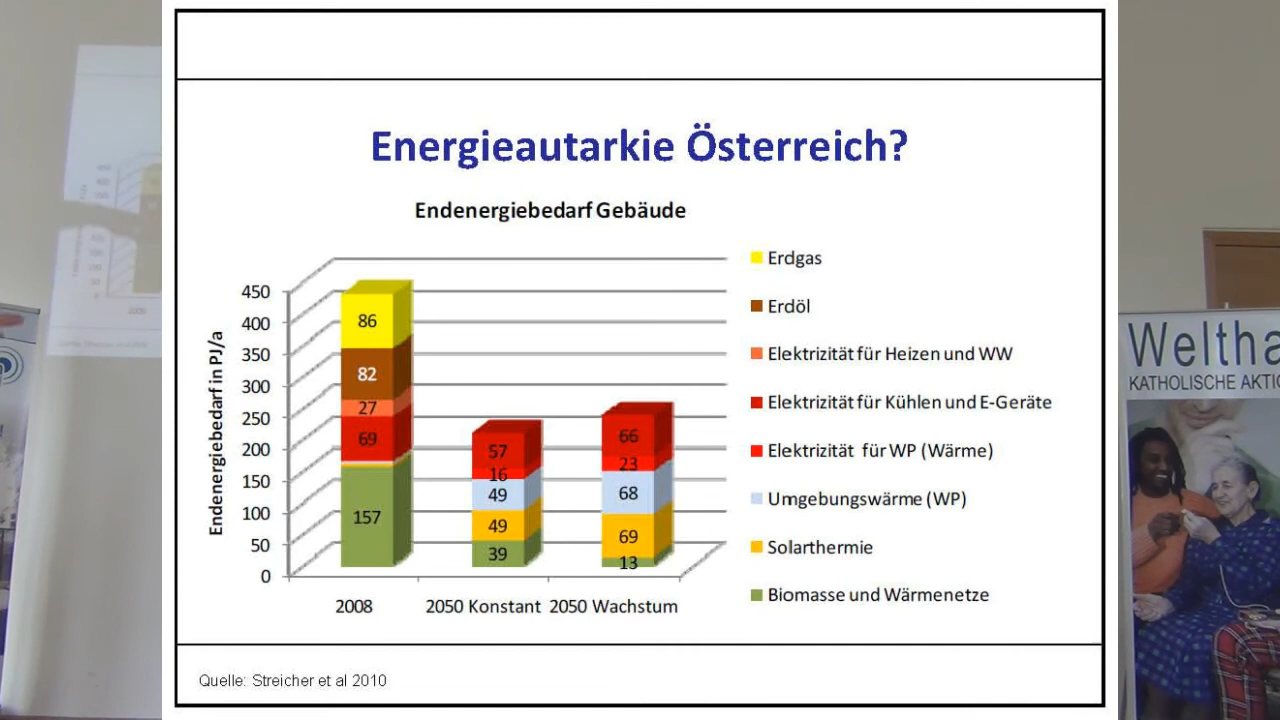 Energieautarkie Österreich?
Endenergiebedarf Gebäude
Endenergiebedarf in PJ/a
450
400
350
300
250
200
150
100
50
0
86
82
27
69
157
57
16
49
49
39
66
23
68
69
13
2008
2050 Konstant
2050 Wachstum
Erdgas
Erdöl
Elektrizität für Heizen und WW
Elektrizität für Kühlen und E-Geräte
Elektrizität für WP (Wärme)
Umgebungswärme (WP)
Solarthermie
Biomasse und Wärmenetze
Quelle: Streicher et al 2010
Weltha
KATHOLISCHE AKTI